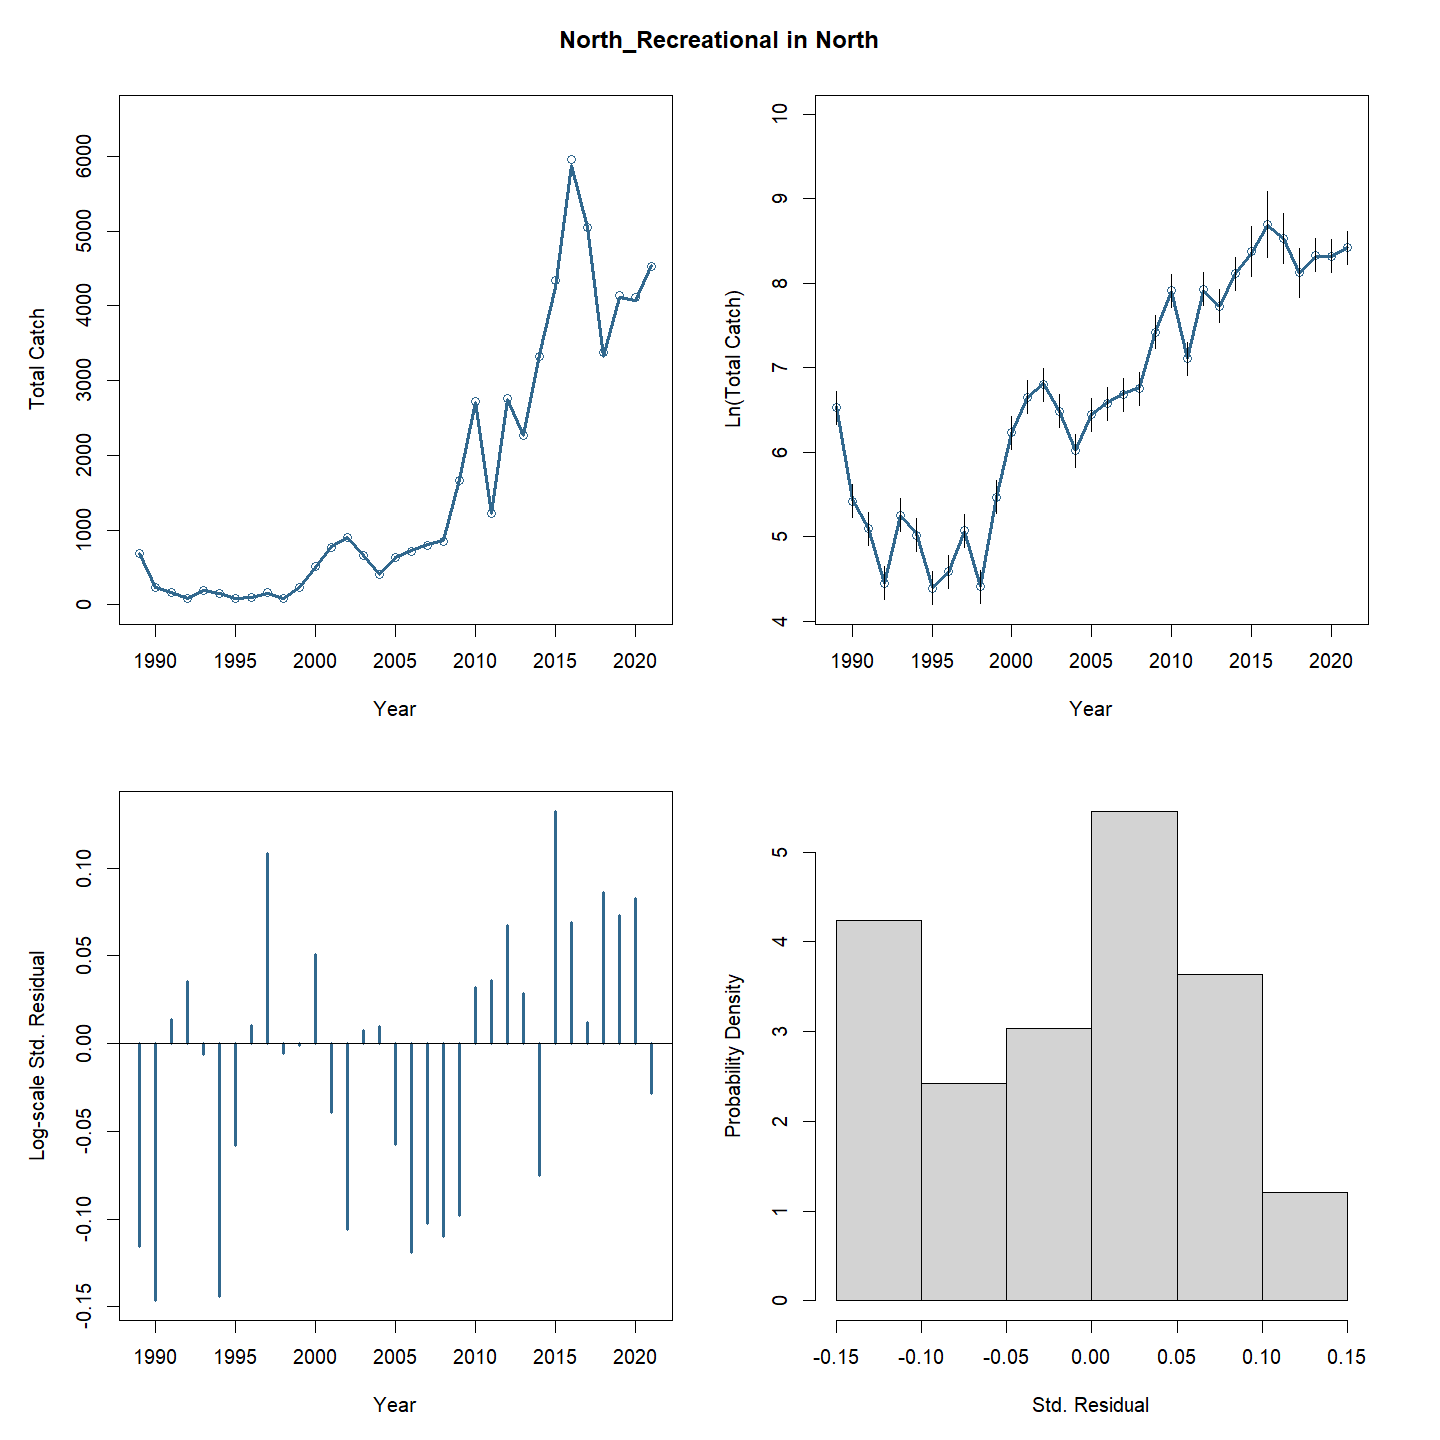 North_Recreational in North
Total Catch
0 1000 2000 3000 4000 5000 6000
1990 1995 2000 2005 2010 2015 2020
Year
Ln(Total Catch)
4 5 6 7 8 9 10
1990 1995 2000 2005 2010 2015 2020
Year
Log-scale Std. Residual
-0.15 -0.10 -0.05 0.00 0.05 0.10
1990 1995 2000 2005 2010 2015 2020
Year
Probability Density
0 1 2 3 4 5
-0.15 -0.10 -0.05 0.00 0.05 0.10 0.15
Std. Residual